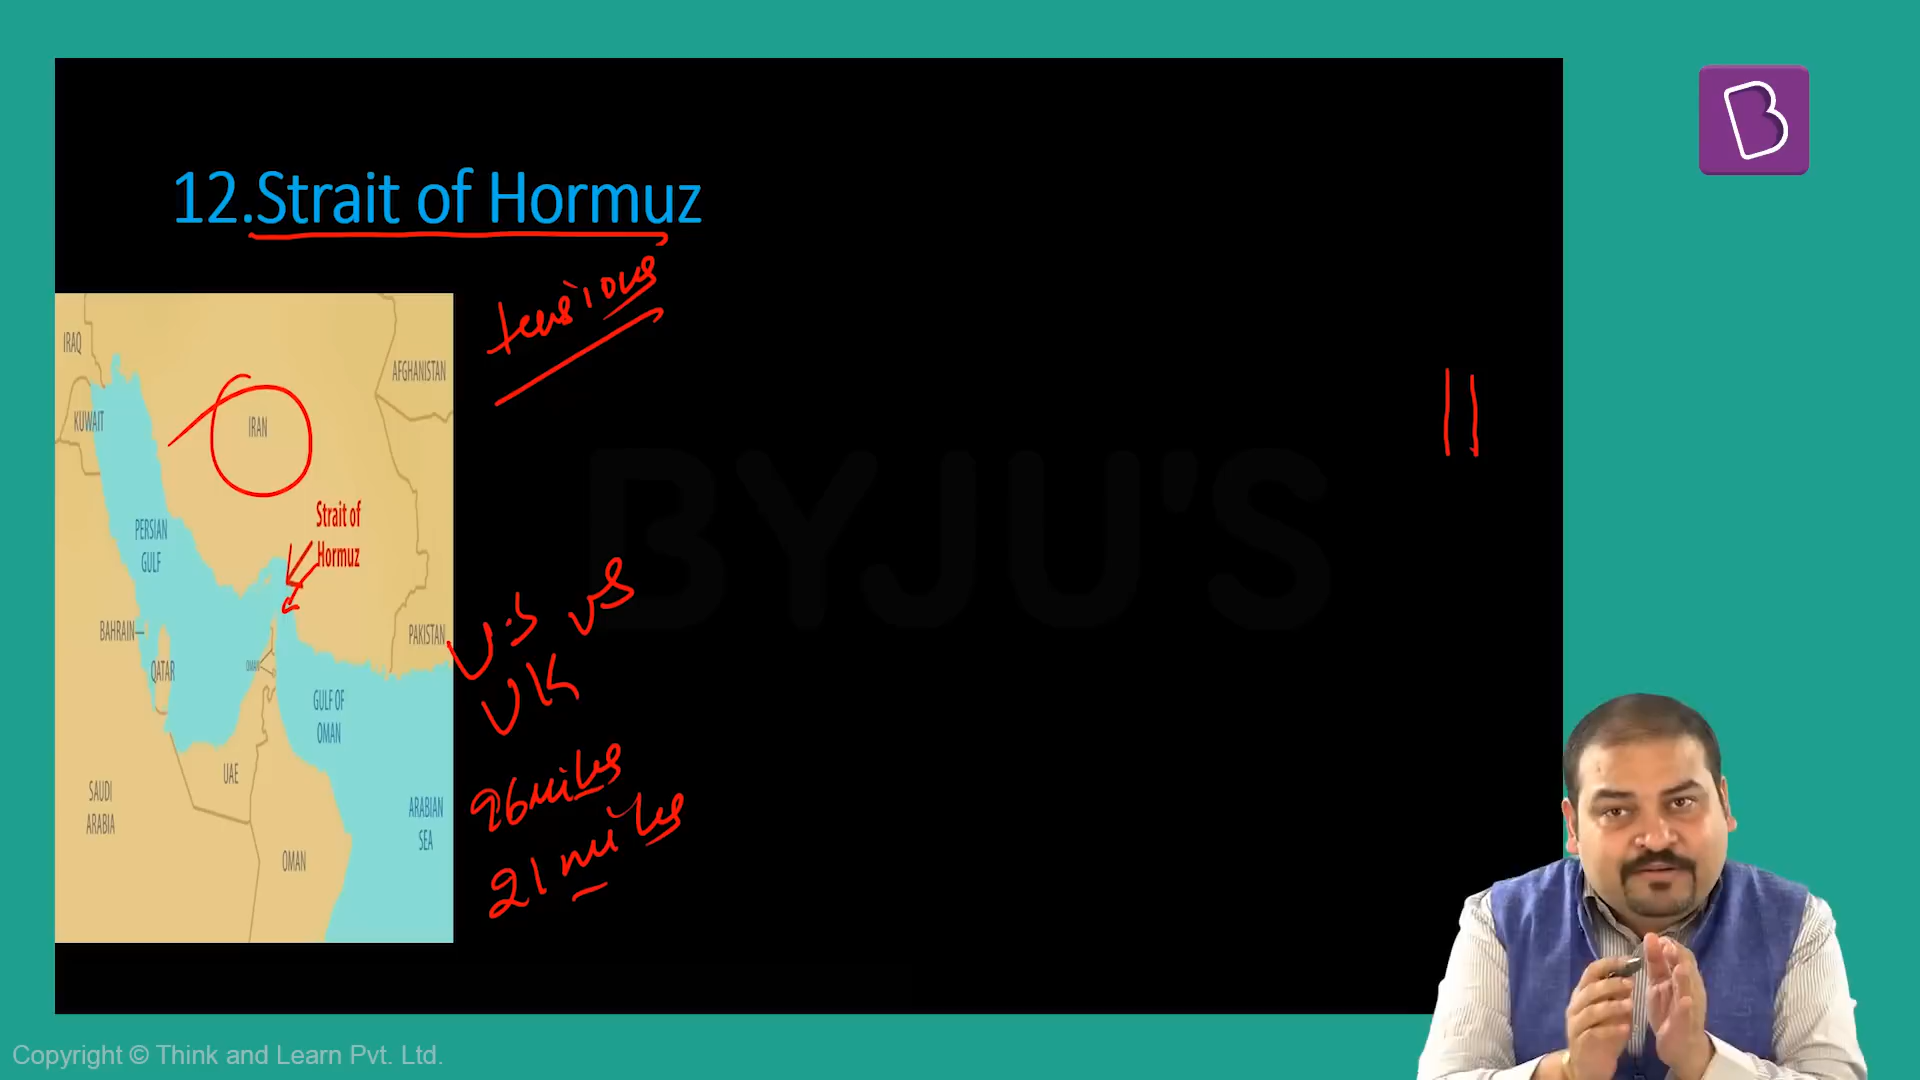 12.Strait of Hormuz
tensions
IRAQ
AFGHANISTAN
KUWAIT
IRAN
Strait of
Hormuz
PERSIAN
GULF
BAHRAIN
QATAR
OMAN
PAKISTAN
GULF OF
OMAN
UAE
SAUDI
ARABIA
ARABIAN
SEA
OMAN
U.S vs
UK
96miles
21 miles
BYJU'S
B
Copyright © Think and Learn Pvt. Ltd.